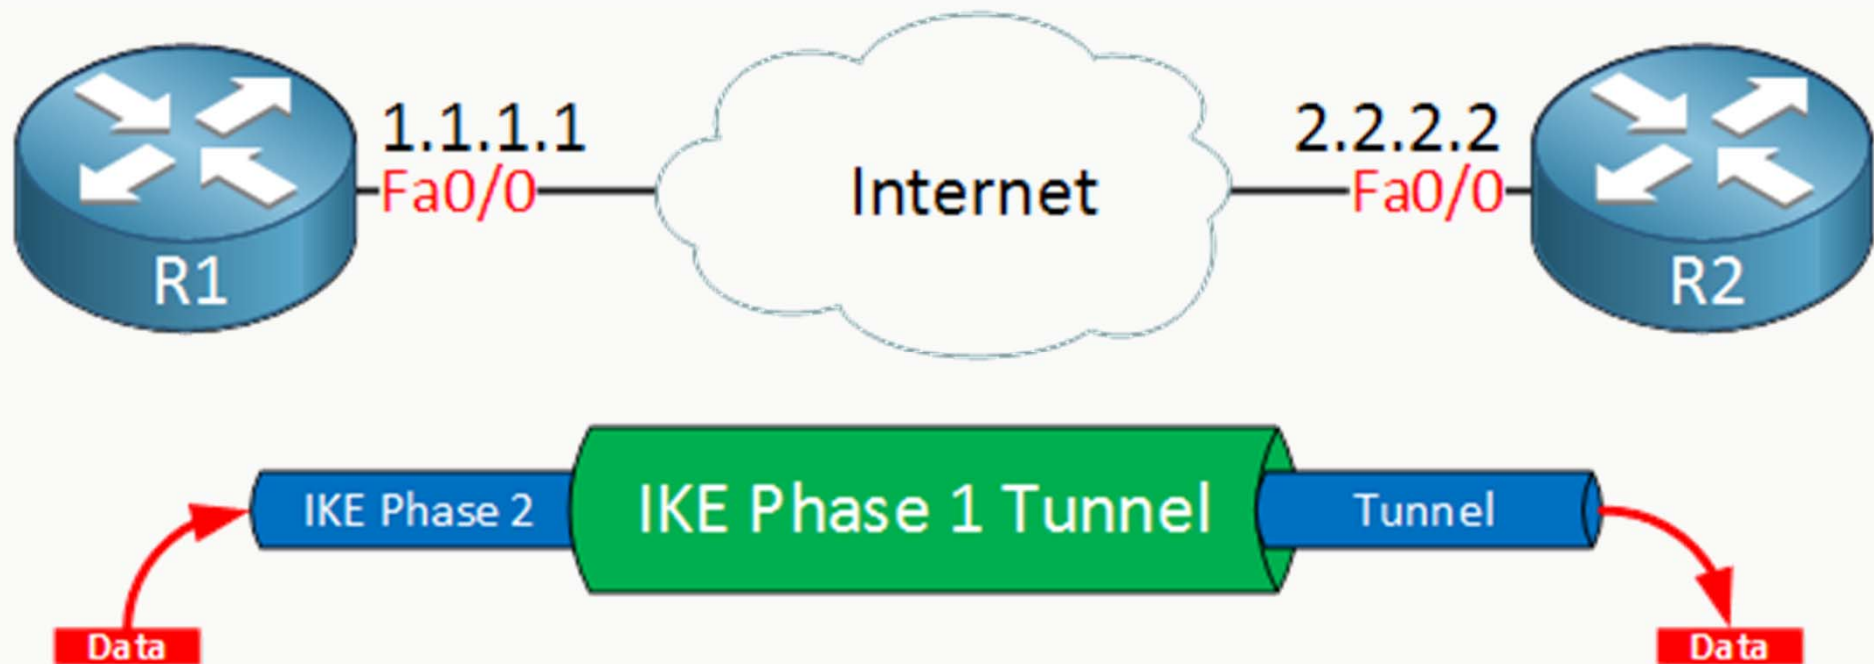 1.1.1.1
2.2.2.2
Fa0/0
Internet
Fa0/0
R1
R2
IKE Phase 2
IKE Phase 1 Tunnel
Tunnel
Data
Data